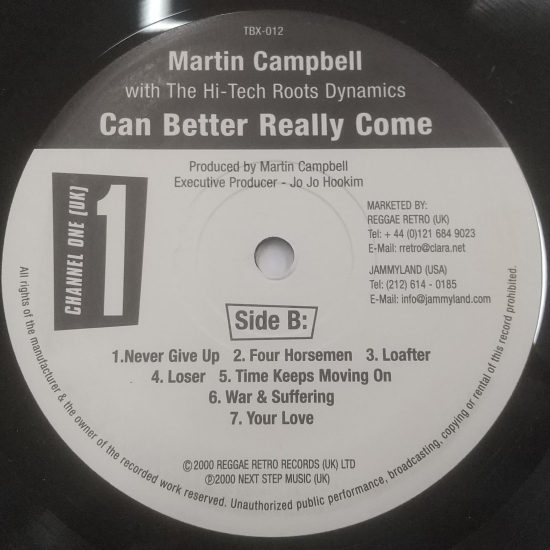 TBX-012
Martin Campbell
with The Hi-Tech Roots Dynamics
Can Better Really Come
Produced by Martin Campbell
Executive Producer - Jo Jo Hookim
CHANNEL ONE (UK)
1
MARKETED BY:
REGGAE RETRO (UK)
Tel: + 44 (0)121 684 9023
E-Mail: rretro@clara.net
JAMMYLAND (USA)
Tel: (212) 614 - 0185
E-Mail: info@jammyland.com
Side B:
1.Never Give Up 2. Four Horsemen 3. Loafter
4. Loser 5. Time Keeps Moving On
6. War & Suffering
7. Your Love
©2000 REGGAE RETRO RECORDS (UK) LTD
℗2000 NEXT STEP MUSIC (UK)
All rights of the manufacturer & the owner of the recorded work reserved. Unauthorized public performance, broadcasting, copying or rental of this record prohibited.